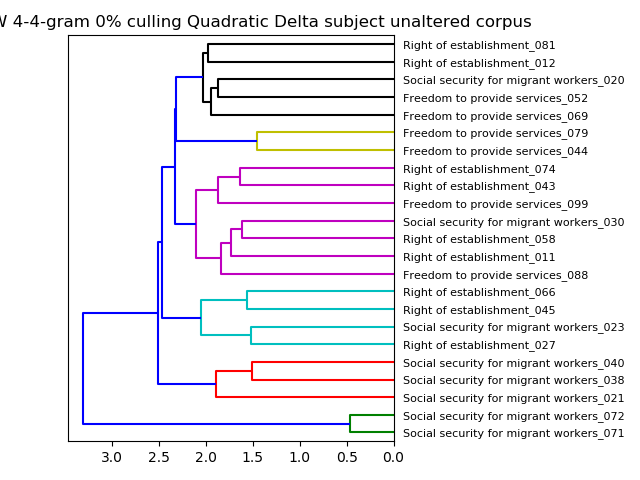 W 4-4-gram 0% culling Quadratic Delta subject unaltered corpus
Right of establishment_081
Right of establishment_012
Social security for migrant workers_020
Freedom to provide services_052
Freedom to provide services_069
Freedom to provide services_079
Freedom to provide services_044
Right of establishment_074
Right of establishment_043
Freedom to provide services_099
Social security for migrant workers_030
Right of establishment_058
Right of establishment_011
Freedom to provide services_088
Right of establishment_066
Right of establishment_045
Social security for migrant workers_023
Right of establishment_027
Social security for migrant workers_040
Social security for migrant workers_038
Social security for migrant workers_021
Social security for migrant workers_072
Social security for migrant workers_071
3.0 2.5 2.0 1.5 1.0 0.5 0.0